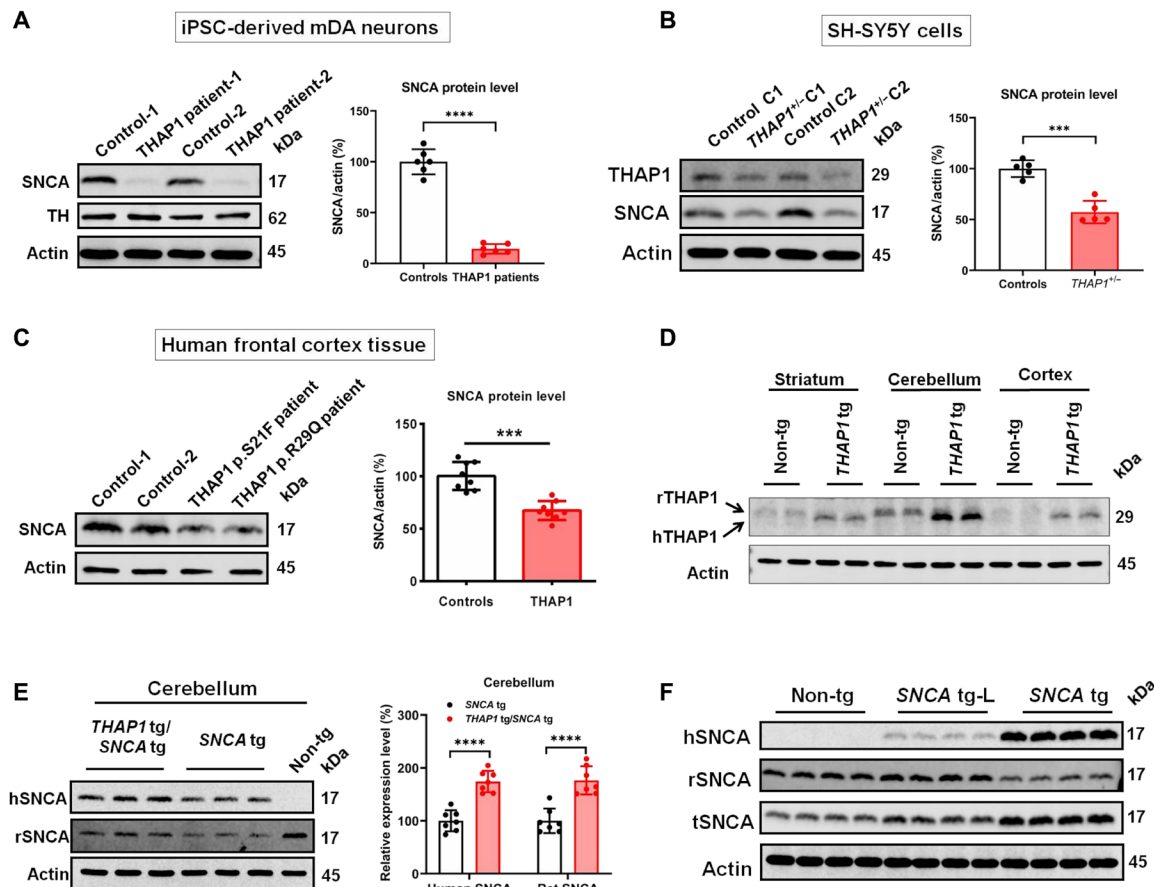 A
iPSC-derived mDA neurons
Control-1
THAP1 patient-1
Control-2
THAP1 patient-2
kDa
SNCA
17
TH
62
Actin
45
SNCA protein level
SNCA/actin (%)
150
100
50
0
****
Controls
THAP1 patients
B
SH-SY5Y cells
Control C1
THAP1+/– C1
Control C2
THAP1+/– C2
kDa
THAP1
29
SNCA
17
Actin
45
SNCA protein level
SNCA/actin (%)
150
100
50
0
***
Controls
THAP1+/–
C
Human frontal cortex tissue
Control-1
Control-2
THAP1 p.S21F patient
THAP1 p.R29Q patient
kDa
SNCA
17
Actin
45
SNCA protein level
SNCA/actin (%)
150
100
50
0
***
Controls
THAP1
D
Striatum
Cerebellum
Cortex
Non-tg
THAP1 tg
Non-tg
THAP1 tg
Non-tg
THAP1 tg
kDa
rTHAP1
hTHAP1
29
Actin
45
E
Cerebellum
THAP1 tg/
SNCA tg
SNCA tg
Non-tg
kDa
hSNCA
17
rSNCA
17
Actin
45
Cerebellum
SNCA tg
THAP1 tg/SNCA tg
Relative expression level (%)
300
200
100
0
****
****
Human SNCA
Rat SNCA
F
Non-tg
SNCA tg-L
SNCA tg
kDa
hSNCA
17
rSNCA
17
tSNCA
17
Actin
45